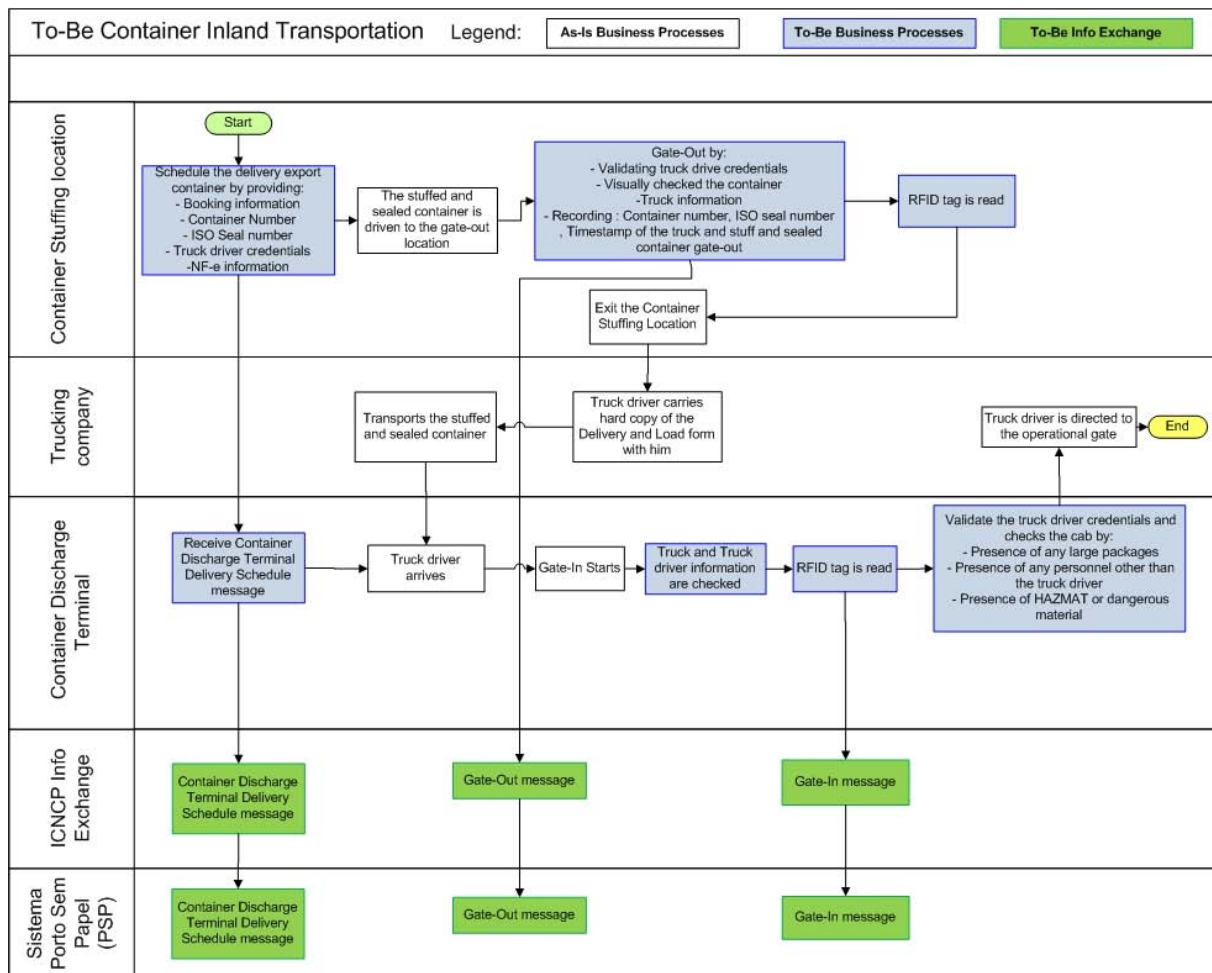 To-Be Container Inland Transportation
Legend:
As-Is Business Processes
To-Be Business Processes
To-Be Info Exchange
Container Stuffing location
Start
Schedule the delivery export
container by providing:
- Booking information
- Container Number
- ISO Seal number
- Truck driver credentials
-NF-e information
The stuffed and
sealed container is
driven to the gate-out
location
Gate-Out by:
- Validating truck drive credentials
- Visually checked the container
-Truck information
- Recording : Container number, ISO seal number
, Timestamp of the truck and stuff and sealed
container gate-out
RFID tag is read
Exit the Container
Stuffing Location
Trucking
company
Transports the stuffed
and sealed container
Truck driver carries
hard copy of the
Delivery and Load form
with him
Truck driver is directed to
the operational gate
End
Container Discharge
Terminal
Receive Container
Discharge Terminal
Delivery Schedule
message
Truck driver
arrives
Gate-In Starts
Truck and Truck
driver information
are checked
RFID tag is read
Validate the truck driver credentials and
checks the cab by:
- Presence of any large packages
- Presence of any personnel other than
the truck driver
- Presence of HAZMAT or dangerous
material
ICNCP Info
Exchange
Container Discharge
Terminal Delivery
Schedule message
Gate-Out message
Gate-In message
Sistema
Porto Sem
Papel
(PSP)
Container Discharge
Terminal Delivery
Schedule message
Gate-Out message
Gate-In message